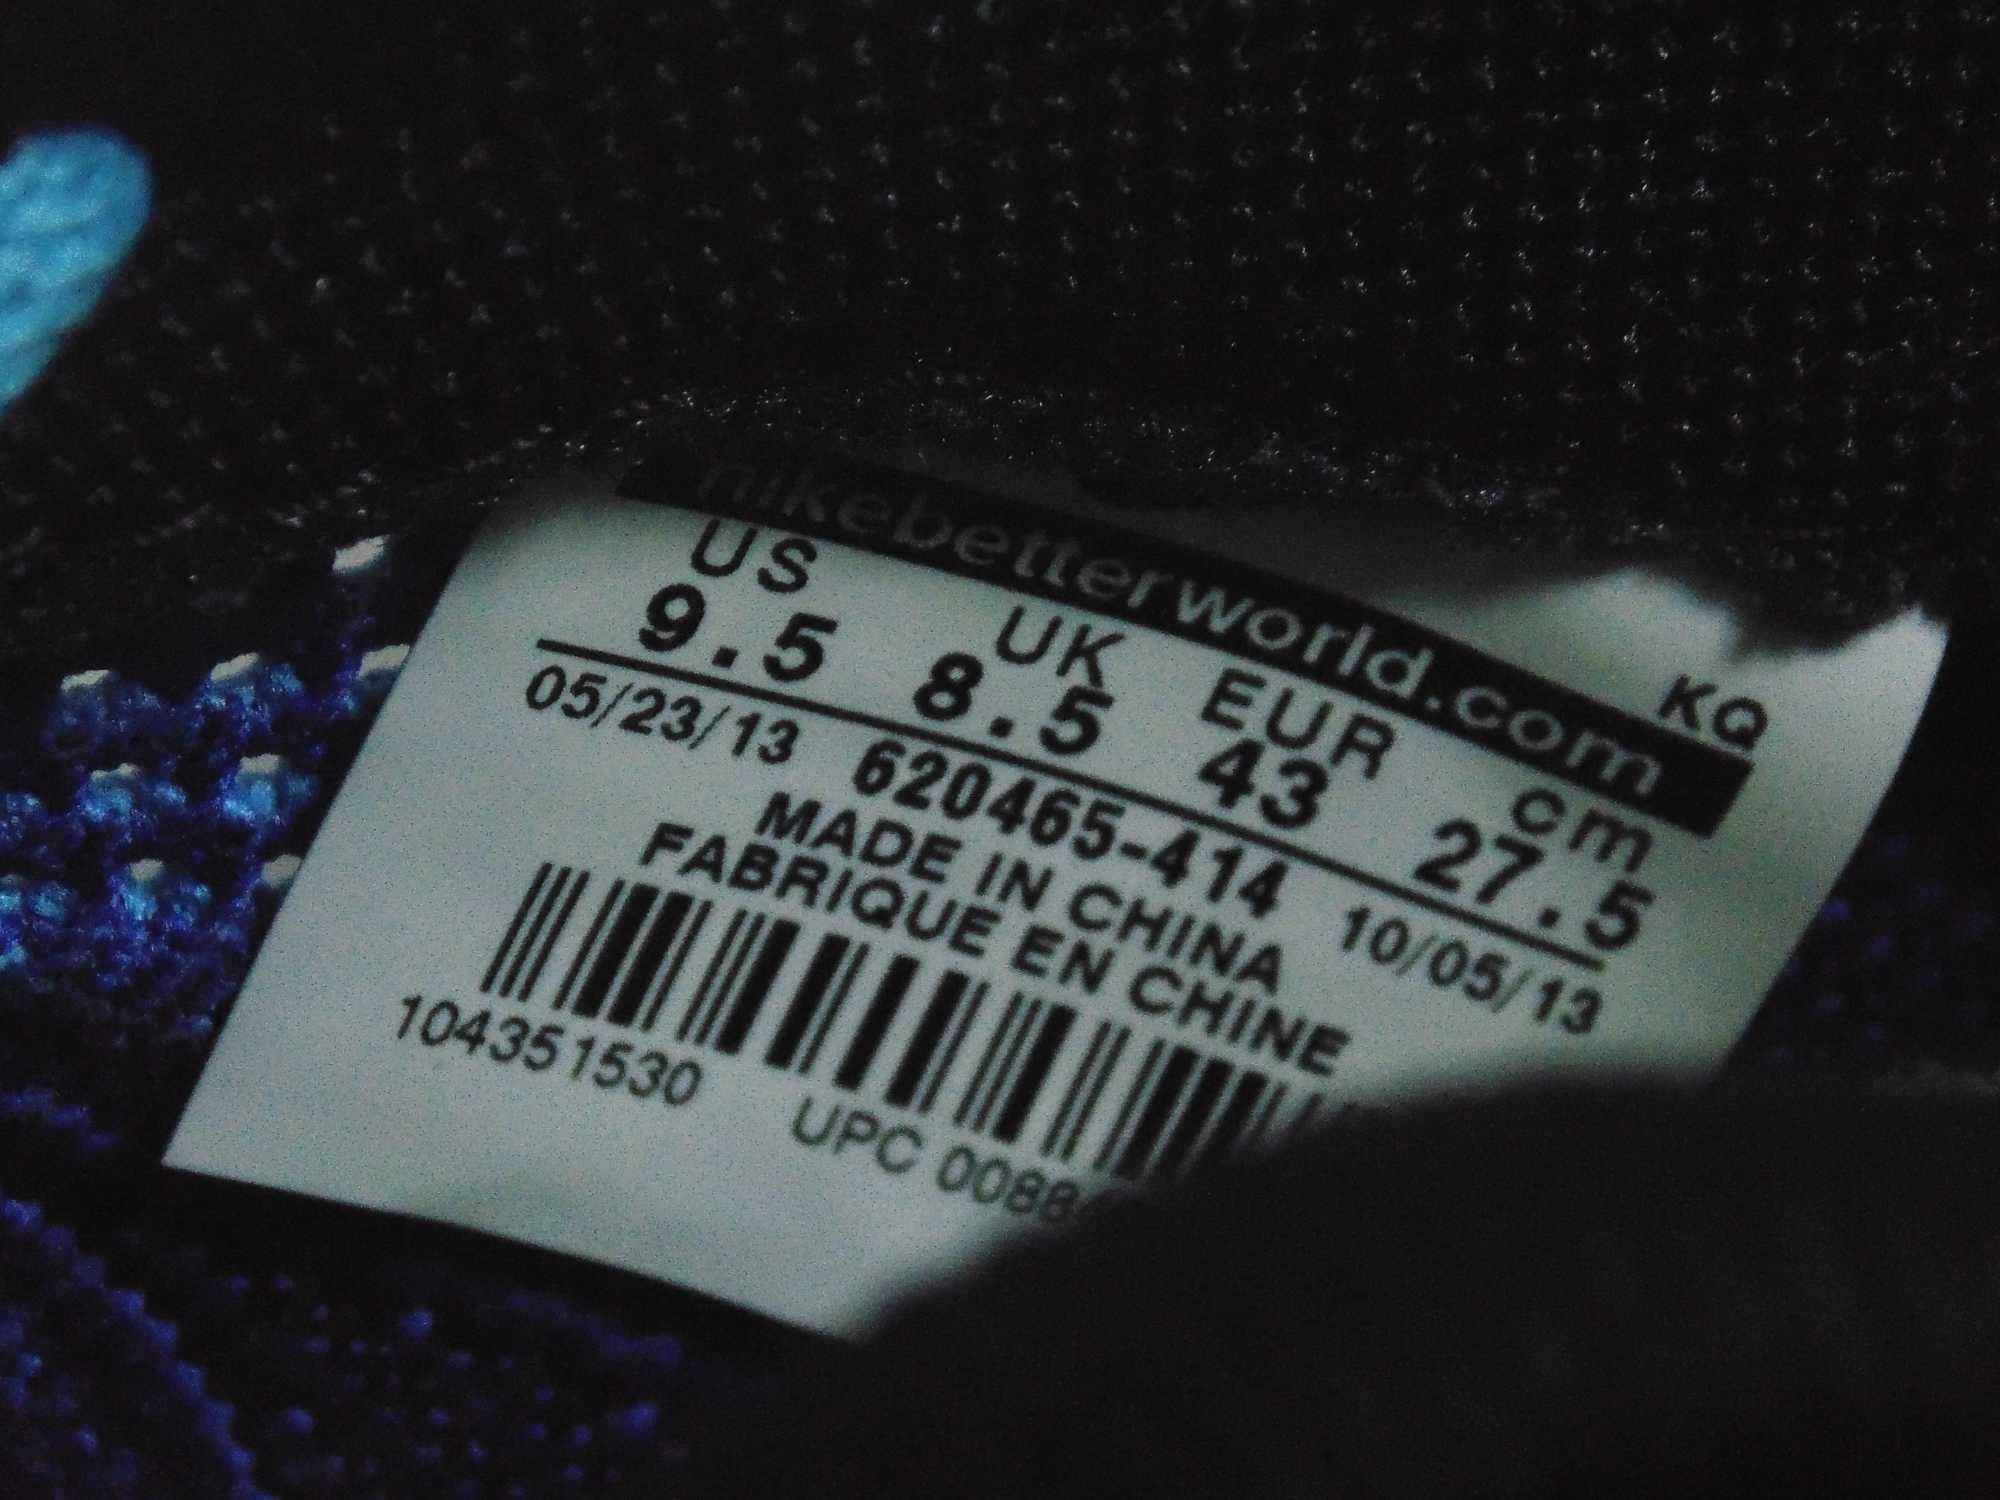 nikebetterworld.com
KQ
US UK EUR cm
9.5 8.5 43 27.5
05/23/13 620465-414 10/05/13
MADE IN CHINA
FABRIQUE EN CHINE
104351530 UPC 0088